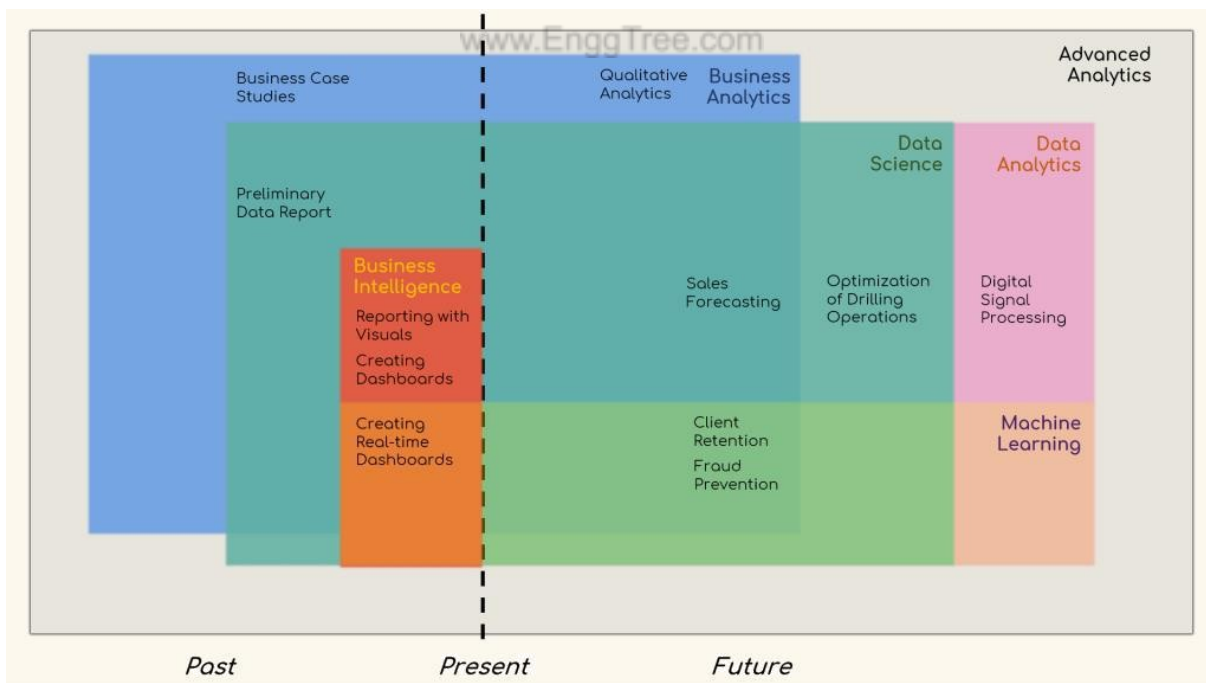 www.EnggTree.com
Advanced
Analytics
Business Case
Studies
Qualitative
Analytics
Business
Analytics
Data
Science
Data
Analytics
Preliminary
Data Report
Business
Intelligence
Reporting with
Visuals
Creating
Dashboards
Sales
Forecasting
Optimization
of Drilling
Operations
Digital
Signal
Processing
Creating
Real-time
Dashboards
Client
Retention
Fraud
Prevention
Machine
Learning
Past
Present
Future